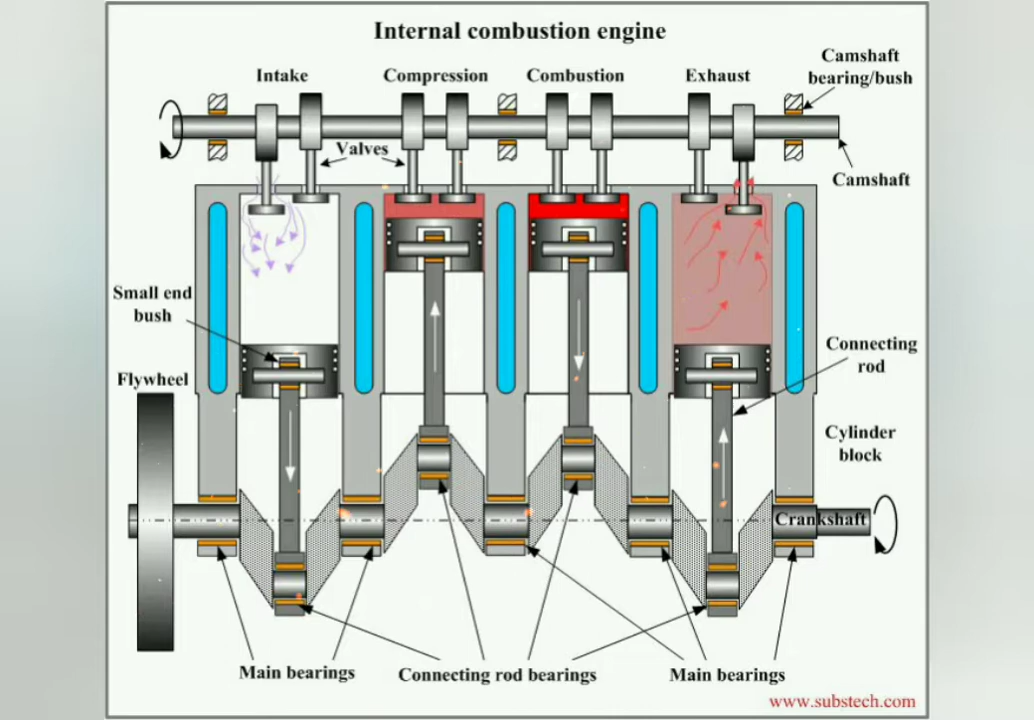 Internal combustion engine
Intake
Compression
Combustion
Exhaust
Camshaft
bearing/bush
Valves
Camshaft
Small end
bush
Flywheel
Connecting
rod
Cylinder
block
Crankshaft
Main bearings
Connecting rod bearings
Main bearings
www.substech.com